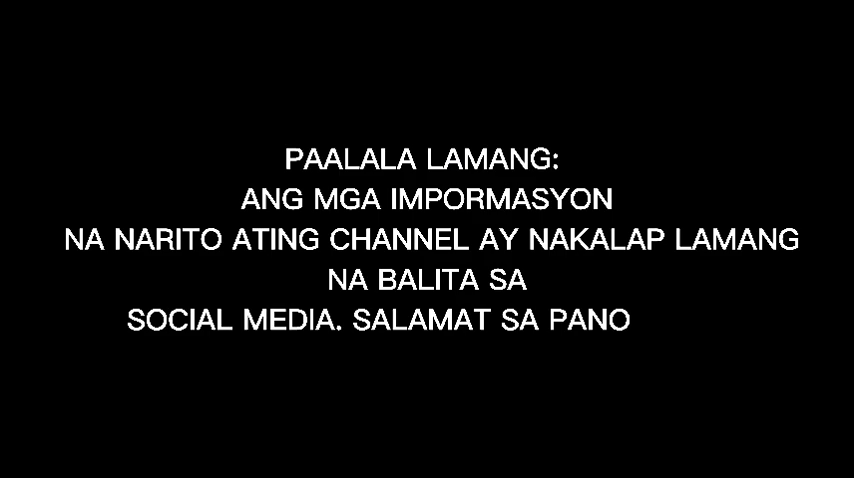 PAALALA LAMANG:
ANG MGA IMPORMASYON
NA NARITO ATING CHANNEL AY NAKALAP LAMANG
NA BALITA SA
SOCIAL MEDIA. SALAMAT SA PANO